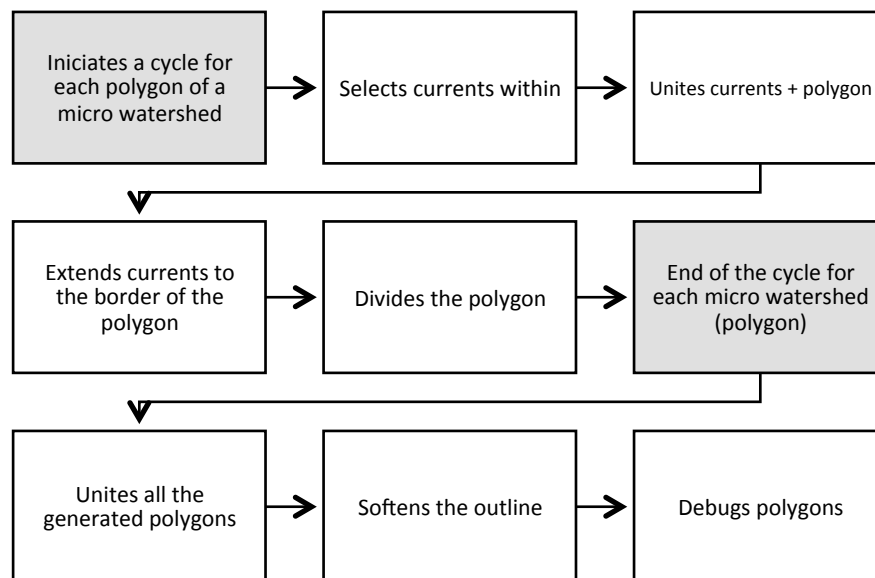 Iniciates a cycle for
each polygon of a
micro watershed
Selects currents within
Unites currents + polygon
Extends currents to
the border of the
polygon
Divides the polygon
End of the cycle for
each micro watershed
(polygon)
Unites all the
generated polygons
Softens the outline
Debugs polygons